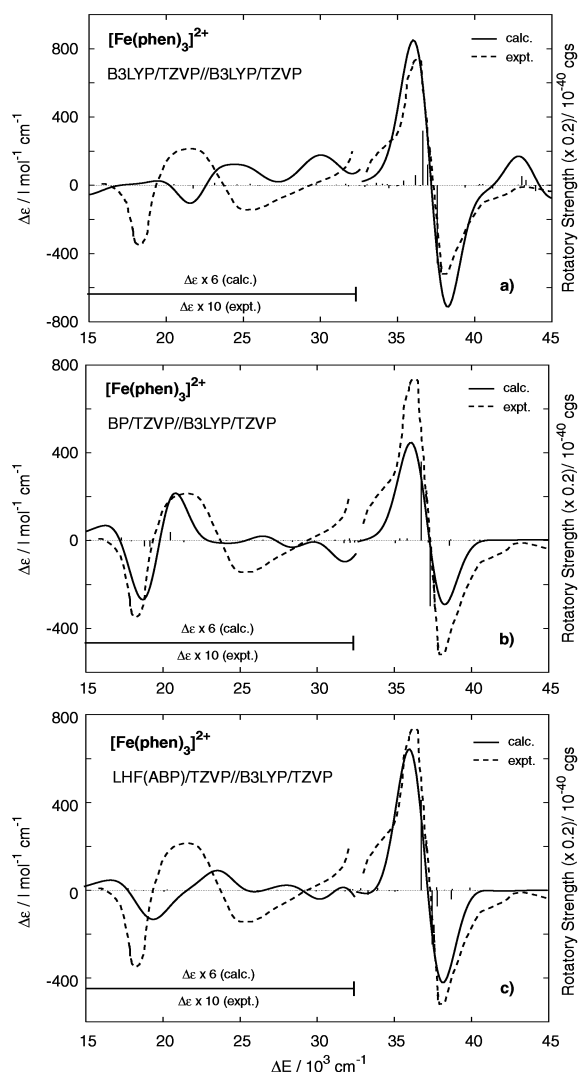 [Fe(phen)₃]²⁺
B3LYP/TZVP//B3LYP/TZVP
calc.
expt.
800
400
0
-400
-800
Δε / l mol⁻¹ cm⁻¹
Rotatory Strength (x 0.2)/ 10⁻⁴⁰ cgs
Δε x 6 (calc.)
Δε x 10 (expt.)
a)
15 20 25 30 35 40 45
[Fe(phen)₃]²⁺
BP/TZVP//B3LYP/TZVP
calc.
expt.
800
400
0
-400
Δε / l mol⁻¹ cm⁻¹
Rotatory Strength (x 0.2)/ 10⁻⁴⁰ cgs
Δε x 6 (calc.)
Δε x 10 (expt.)
b)
15 20 25 30 35 40 45
[Fe(phen)₃]²⁺
LHF(ABP)/TZVP//B3LYP/TZVP
calc.
expt.
800
400
0
-400
Δε / l mol⁻¹ cm⁻¹
Rotatory Strength (x 0.2)/ 10⁻⁴⁰ cgs
Δε x 6 (calc.)
Δε x 10 (expt.)
c)
15 20 25 30 35 40 45
ΔE / 10³ cm⁻¹